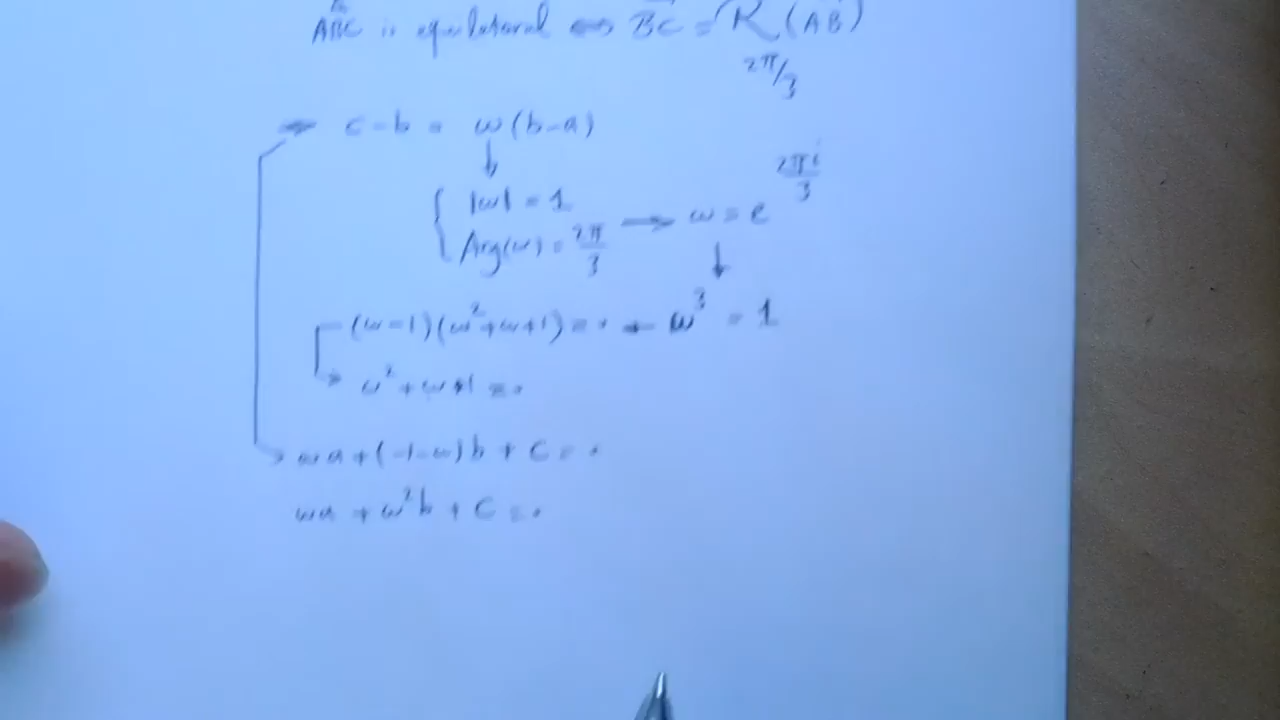 ABC is equilateral ⇔ BC = R (AB)
2π/3
c - b = ω (b - a)
|ω| = 1
Arg(ω) = 2π/3 → ω = e^(2πi/3)
(ω - 1)(ω² + ω + 1) = 0 ← ω³ = 1
ω² + ω + 1 = 0
ωa + (-1-ω)b + c = 0
ωa + ω²b + c = 0